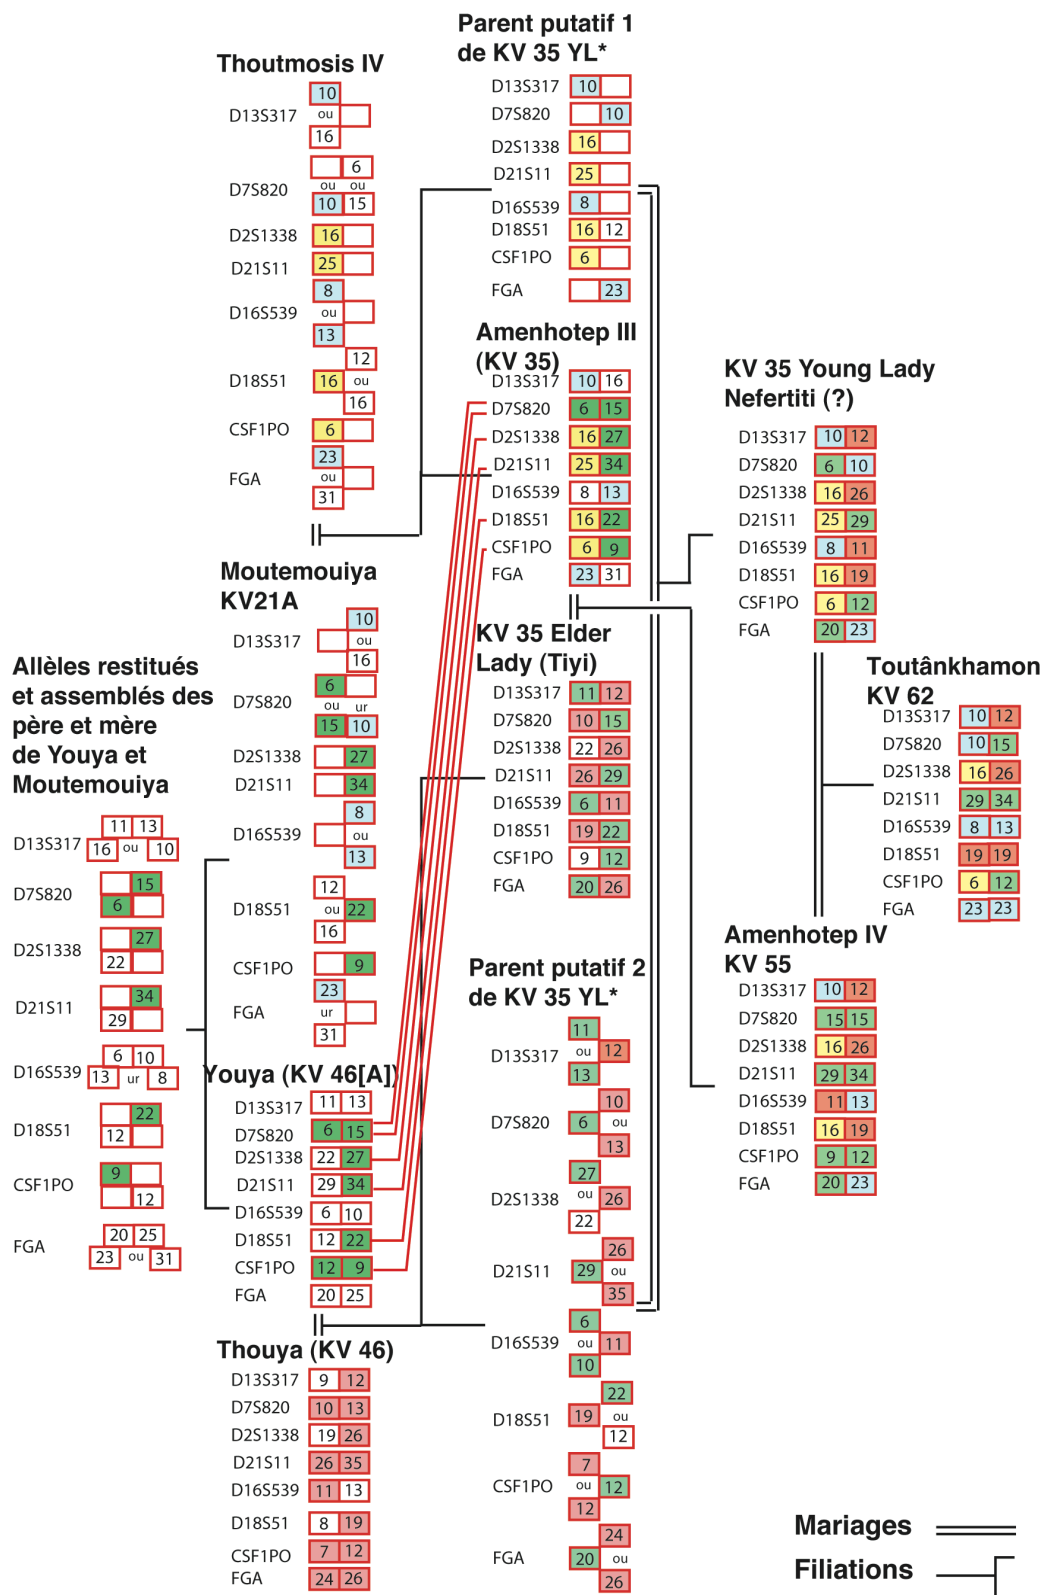 Thoutmosis IV
D13S317 10 ou 16
D7S820 6 ou ou 10 15
D2S1338 16
D21S11 25
D16S539 8 ou 13
D18S51 16 12 ou 16
CSF1PO 6
FGA 23 ou 31
Parent putatif 1
de KV 35 YL*
D13S317 10
D7S820 10
D2S1338 16
D21S11 25
D16S539 8
D18S51 16 12
CSF1PO 6
FGA 23
Amenhotep III
(KV 35)
D13S317 10 16
D7S820 6 15
D2S1338 16 27
D21S11 25 34
D16S539 8 13
D18S51 16 22
CSF1PO 6 9
FGA 23 31
KV 35 Young Lady
Nefertiti (?)
D13S317 10 12
D7S820 6 10
D2S1338 16 26
D21S11 25 29
D16S539 8 11
D18S51 16 19
CSF1PO 6 12
FGA 20 23
Moutemouiya
KV21A
D13S317 10 ou 16
D7S820 6 ou ur 15 10
D2S1338 27
D21S11 34
D16S539 8 ou 13
D18S51 12 ou 16 22
CSF1PO 9
FGA 23 ur 31
KV 35 Elder
Lady (Tiyi)
D13S317 11 12
D7S820 10 15
D2S1338 22 26
D21S11 26 29
D16S539 6 11
D18S51 19 22
CSF1PO 9 12
FGA 20 26
Toutânkhamon
KV 62
D13S317 10 12
D7S820 10 15
D2S1338 16 26
D21S11 29 34
D16S539 8 13
D18S51 19 19
CSF1PO 6 12
FGA 23 23
Allèles restitués
et assemblés des
père et mère
de Youya et
Moutemouiya
D13S317 11 13 16 ou 10
D7S820 15 6
D2S1338 27 22
D21S11 34 29
D16S539 6 10 13 ur 8
D18S51 22 12
CSF1PO 9 12
FGA 20 25 23 ou 31
Amenhotep IV
KV 55
D13S317 10 12
D7S820 15 15
D2S1338 16 26
D21S11 29 34
D16S539 11 13
D18S51 16 19
CSF1PO 9 12
FGA 20 23
Parent putatif 2
de KV 35 YL*
D13S317 11 ou 13 12
D7S820 6 10 ou 13
D2S1338 27 ou 22 26
D21S11 29 26 ou 35
D16S539 6 ou 10 11
D18S51 19 22 ou 12
CSF1PO 7 ou 12 12
FGA 20 24 ou 26
Youya (KV 46[A])
D13S317 11 13
D7S820 6 15
D2S1338 22 27
D21S11 29 34
D16S539 6 10
D18S51 12 22
CSF1PO 12 9
FGA 20 25
Thouya (KV 46)
D13S317 9 12
D7S820 10 13
D2S1338 19 26
D21S11 26 35
D16S539 11 13
D18S51 8 19
CSF1PO 7 12
FGA 24 26
Mariages
Filiations